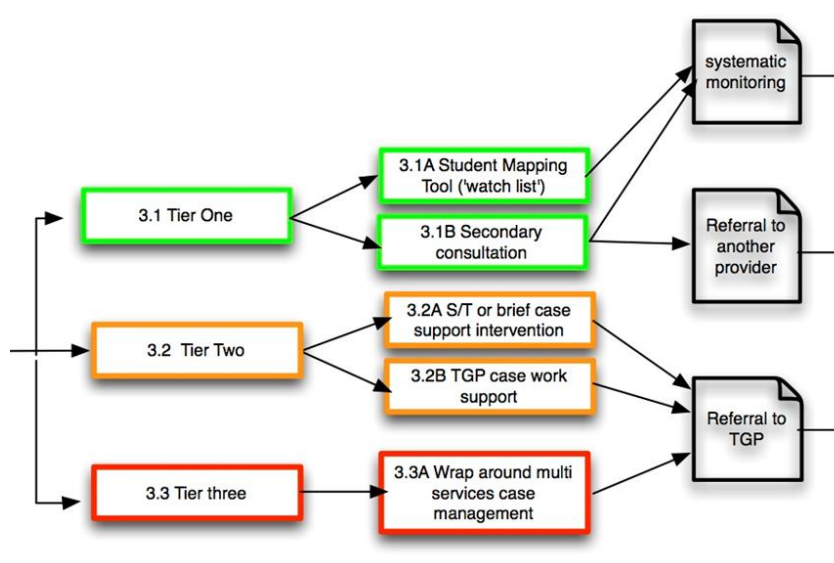 systematic
monitoring
3.1A Student Mapping
Tool ('watch list')
3.1 Tier One
3.1B Secondary
consultation
Referral to
another
provider
3.2A S/T or brief case
support intervention
3.2 Tier Two
3.2B TGP case work
support
Referral to
TGP
3.3A Wrap around multi
services case
management
3.3 Tier three